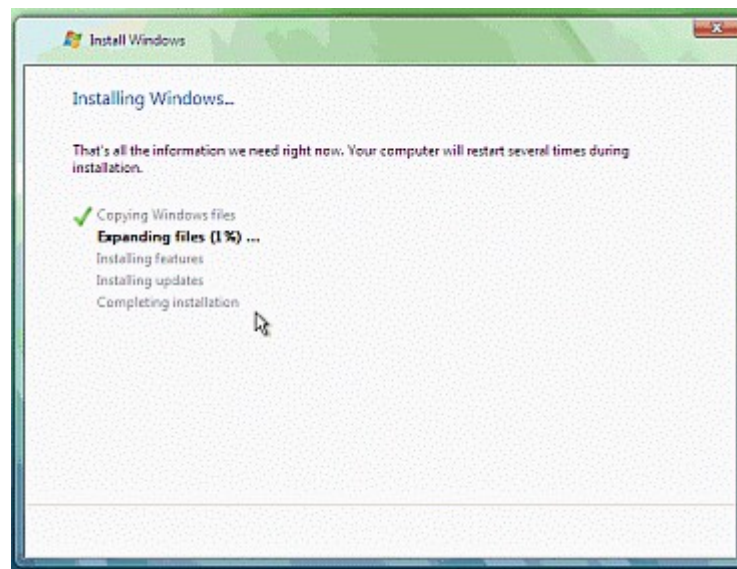 Install Windows
Installing Windows...
That's all the information we need right now. Your computer will restart several times during
installation.
Copying Windows files
Expanding files (1%) ...
Installing features
Installing updates
Completing installation